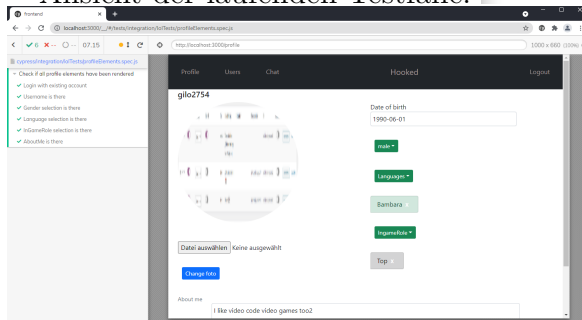 Ansicht der laufenden Testfälle.
frontend
localhost:3000/__/#/tests/integration/lolTests/profileElements.spec.js
6 -- -- 07.15
http://localhost:3000/profile
1000 x 660 (100%)
cypress/integration/lolTests/profileElements.spec.js
Check if all profile elements have been rendered
Login with existing account
Username is there
Gender selection is there
Language selection is there
InGameRole selection is there
AboutMe is there
Profile Users Chat Hooked Logout
gilo2754
Date of birth
1990-06-01
male
Languages
Bambara x
IngameRole
Top x
Datei auswählen Keine ausgewählt
Change foto
About me
I like video code video games too2